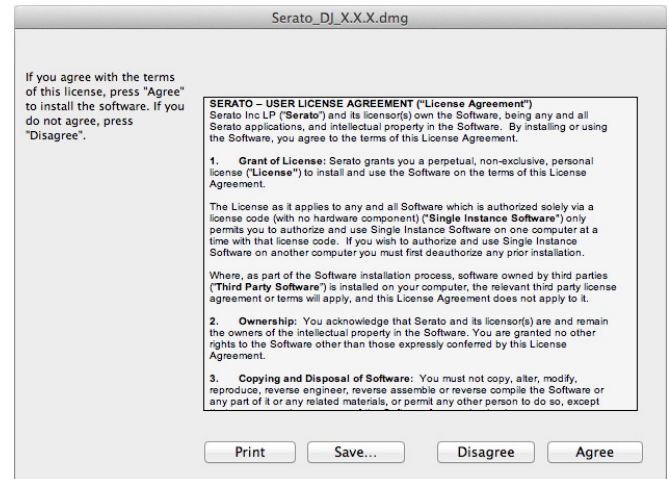 Serato_DJ_X.X.X.dmg
If you agree with the terms
of this license, press "Agree"
to install the software. If you
do not agree, press
"Disagree".
SERATO – USER LICENSE AGREEMENT ("License Agreement")
Serato Inc LP ("Serato") and its licensor(s) own the Software, being any and all
Serato applications, and intellectual property in the Software. By installing or using
the Software, you agree to the terms of this License Agreement.
1. Grant of License: Serato grants you a perpetual, non-exclusive, personal
license ("License") to install and use the Software on the terms of this License
Agreement.
The License as it applies to any and all Software which is authorized solely via a
license code (with no hardware component) ("Single Instance Software") only
permits you to authorize and use Single Instance Software on one computer at a
time with that license code. If you wish to authorize and use Single Instance
Software on another computer you must first deauthorize any prior installation.
Where, as part of the Software installation process, software owned by third parties
("Third Party Software") is installed on your computer, the relevant third party license
agreement or terms will apply, and this License Agreement does not apply to it.
2. Ownership: You acknowledge that Serato and its licensor(s) are and remain
the owners of the intellectual property in the Software. You are granted no other
rights to the Software other than those expressly conferred by this License
Agreement.
3. Copying and Disposal of Software: You must not copy, alter, modify,
reproduce, reverse engineer, reverse assemble or reverse compile the Software or
any part of it or any related materials, or permit any other person to do so, except
Print
Save...
Disagree
Agree